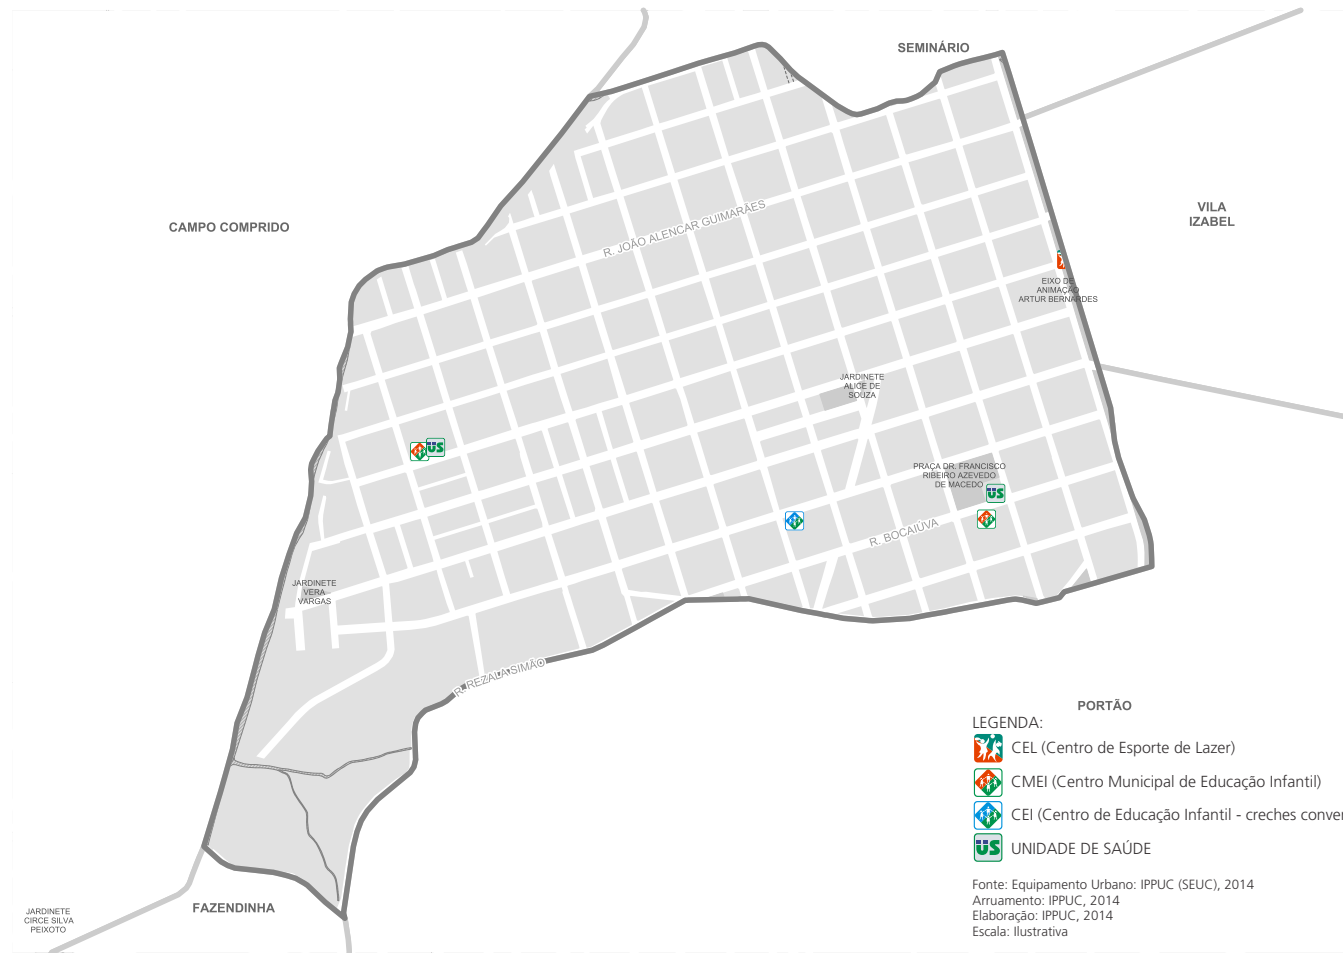 SEMINÁRIO
VILA
IZABEL
CAMPO COMPRIDO
R. JOÃO ALENCAR GUIMARÃES
EIXO DE
ANIMAÇÃO
ARTUR BERNARDES
JARDINETE
ALICE DE
SOUZA
ÜS
PRAÇA DR. FRANCISCO
RIBEIRO AZEVEDO
DE MACEDO
ÜS
R. BOCAIÚVA
JARDINETE
VERA
VARGAS
R. REZALA SIMÃO
PORTÃO
LEGENDA:
CEL (Centro de Esporte de Lazer)
CMEI (Centro Municipal de Educação Infantil)
CEI (Centro de Educação Infantil - creches conve
ÜS UNIDADE DE SAÚDE
Fonte: Equipamento Urbano: IPPUC (SEUC), 2014
Arruamento: IPPUC, 2014
Elaboração: IPPUC, 2014
Escala: Ilustrativa
FAZENDINHA
JARDINETE
CIRCE SILVA
PEIXOTO